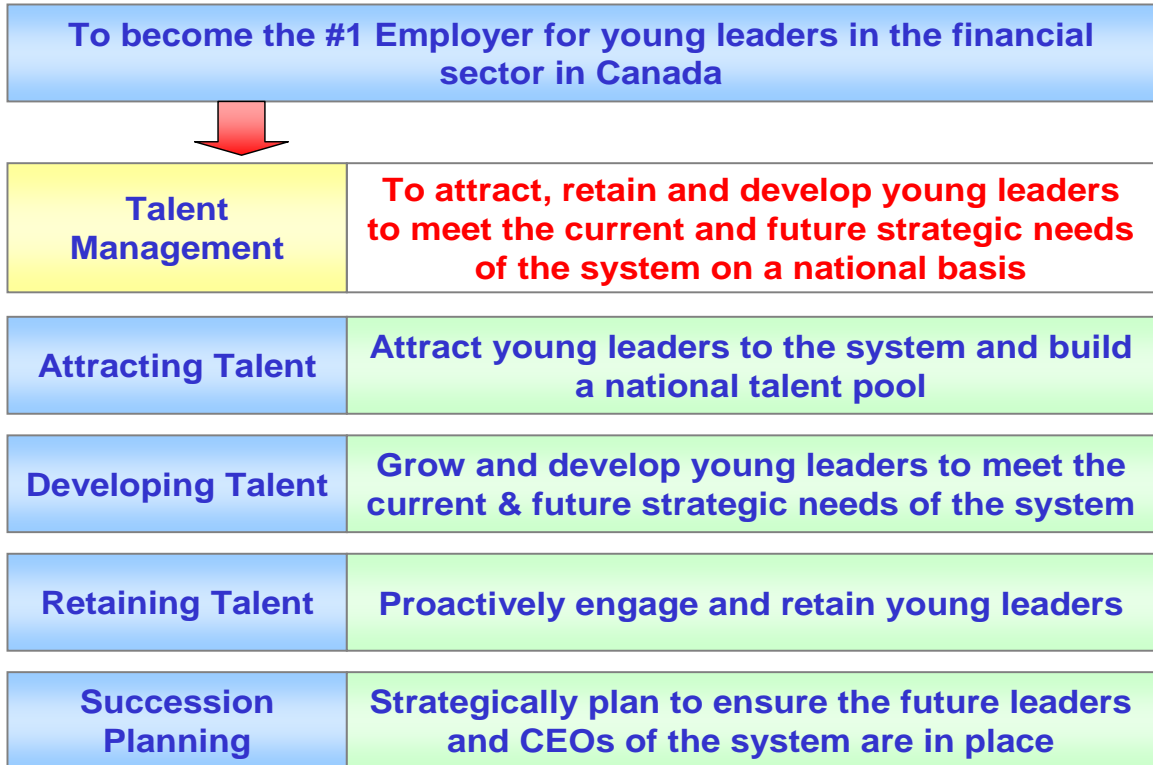 To become the #1 Employer for young leaders in the financial
sector in Canada
Talent
Management
To attract, retain and develop young leaders
to meet the current and future strategic needs
of the system on a national basis
Attracting Talent
Attract young leaders to the system and build
a national talent pool
Developing Talent
Grow and develop young leaders to meet the
current & future strategic needs of the system
Retaining Talent
Proactively engage and retain young leaders
Succession
Planning
Strategically plan to ensure the future leaders
and CEOs of the system are in place